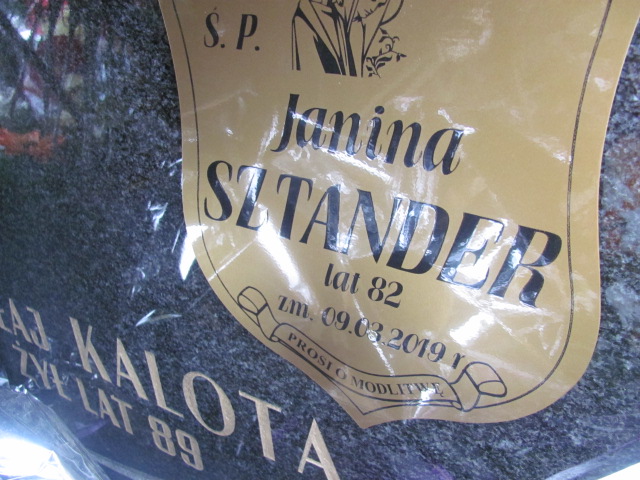 Ś. P.
Janina
SZTANDER
lat 82
zm. 09.03.2019 r
PROSI O MODLITWĘ
KALOTA
ŻYŁ LAT 89